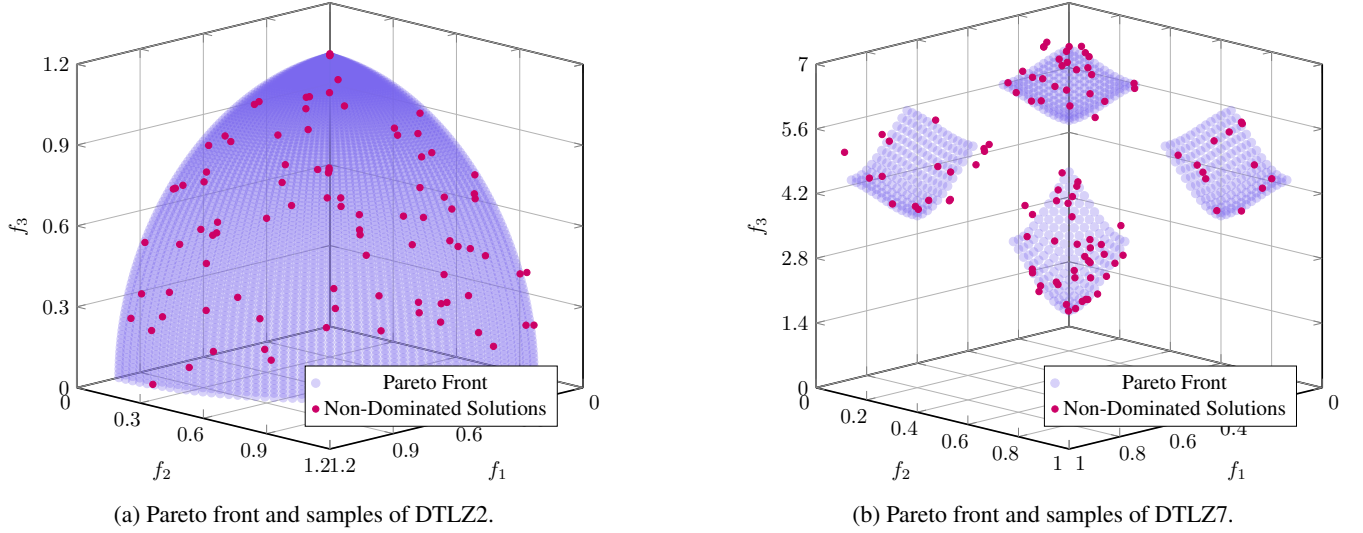 1.2
0.9
0.6
0.3
0
f3
0
0.3
0.6
0.9
1.2
1.2
0.9
0.6
0
f2
f1
Pareto Front
Non-Dominated Solutions
(a) Pareto front and samples of DTLZ2.
7
5.6
4.2
2.8
1.4
0
f3
0
0.2
0.4
0.6
0.8
1
1
0.8
0.6
0.4
0
f2
f1
Pareto Front
Non-Dominated Solutions
(b) Pareto front and samples of DTLZ7.